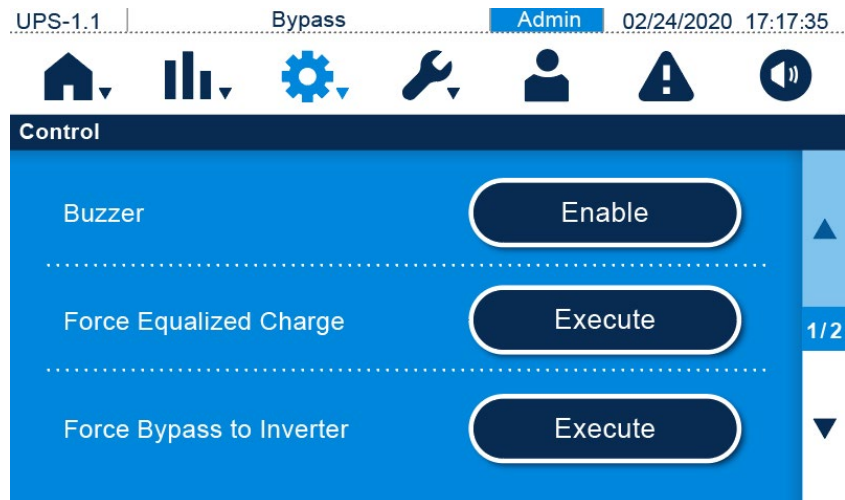 UPS-1.1 Bypass Admin 02/24/2020 17:17:35
Control
Buzzer Enable
Force Equalized Charge Execute
1/2
Force Bypass to Inverter Execute